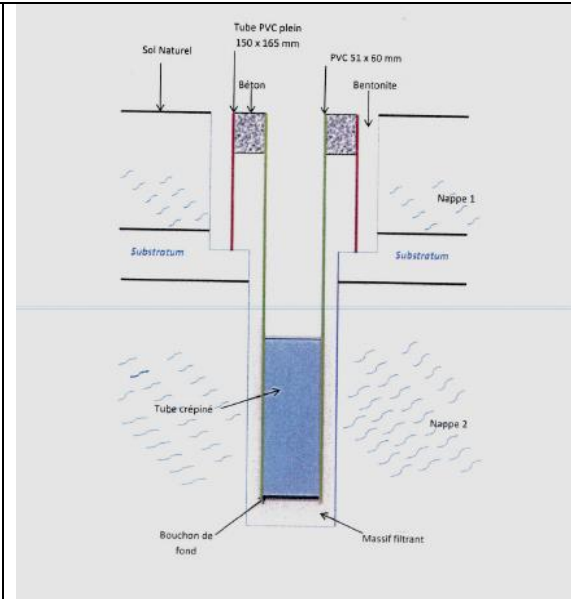 Tube PVC plein
150 x 165 mm
Sol Naturel
PVC 51 x 60 mm
Béton
Bentonite
Nappe 1
Substratum
Substratum
Tube crépiné
Nappe 2
Bouchon de
fond
Massif filtrant